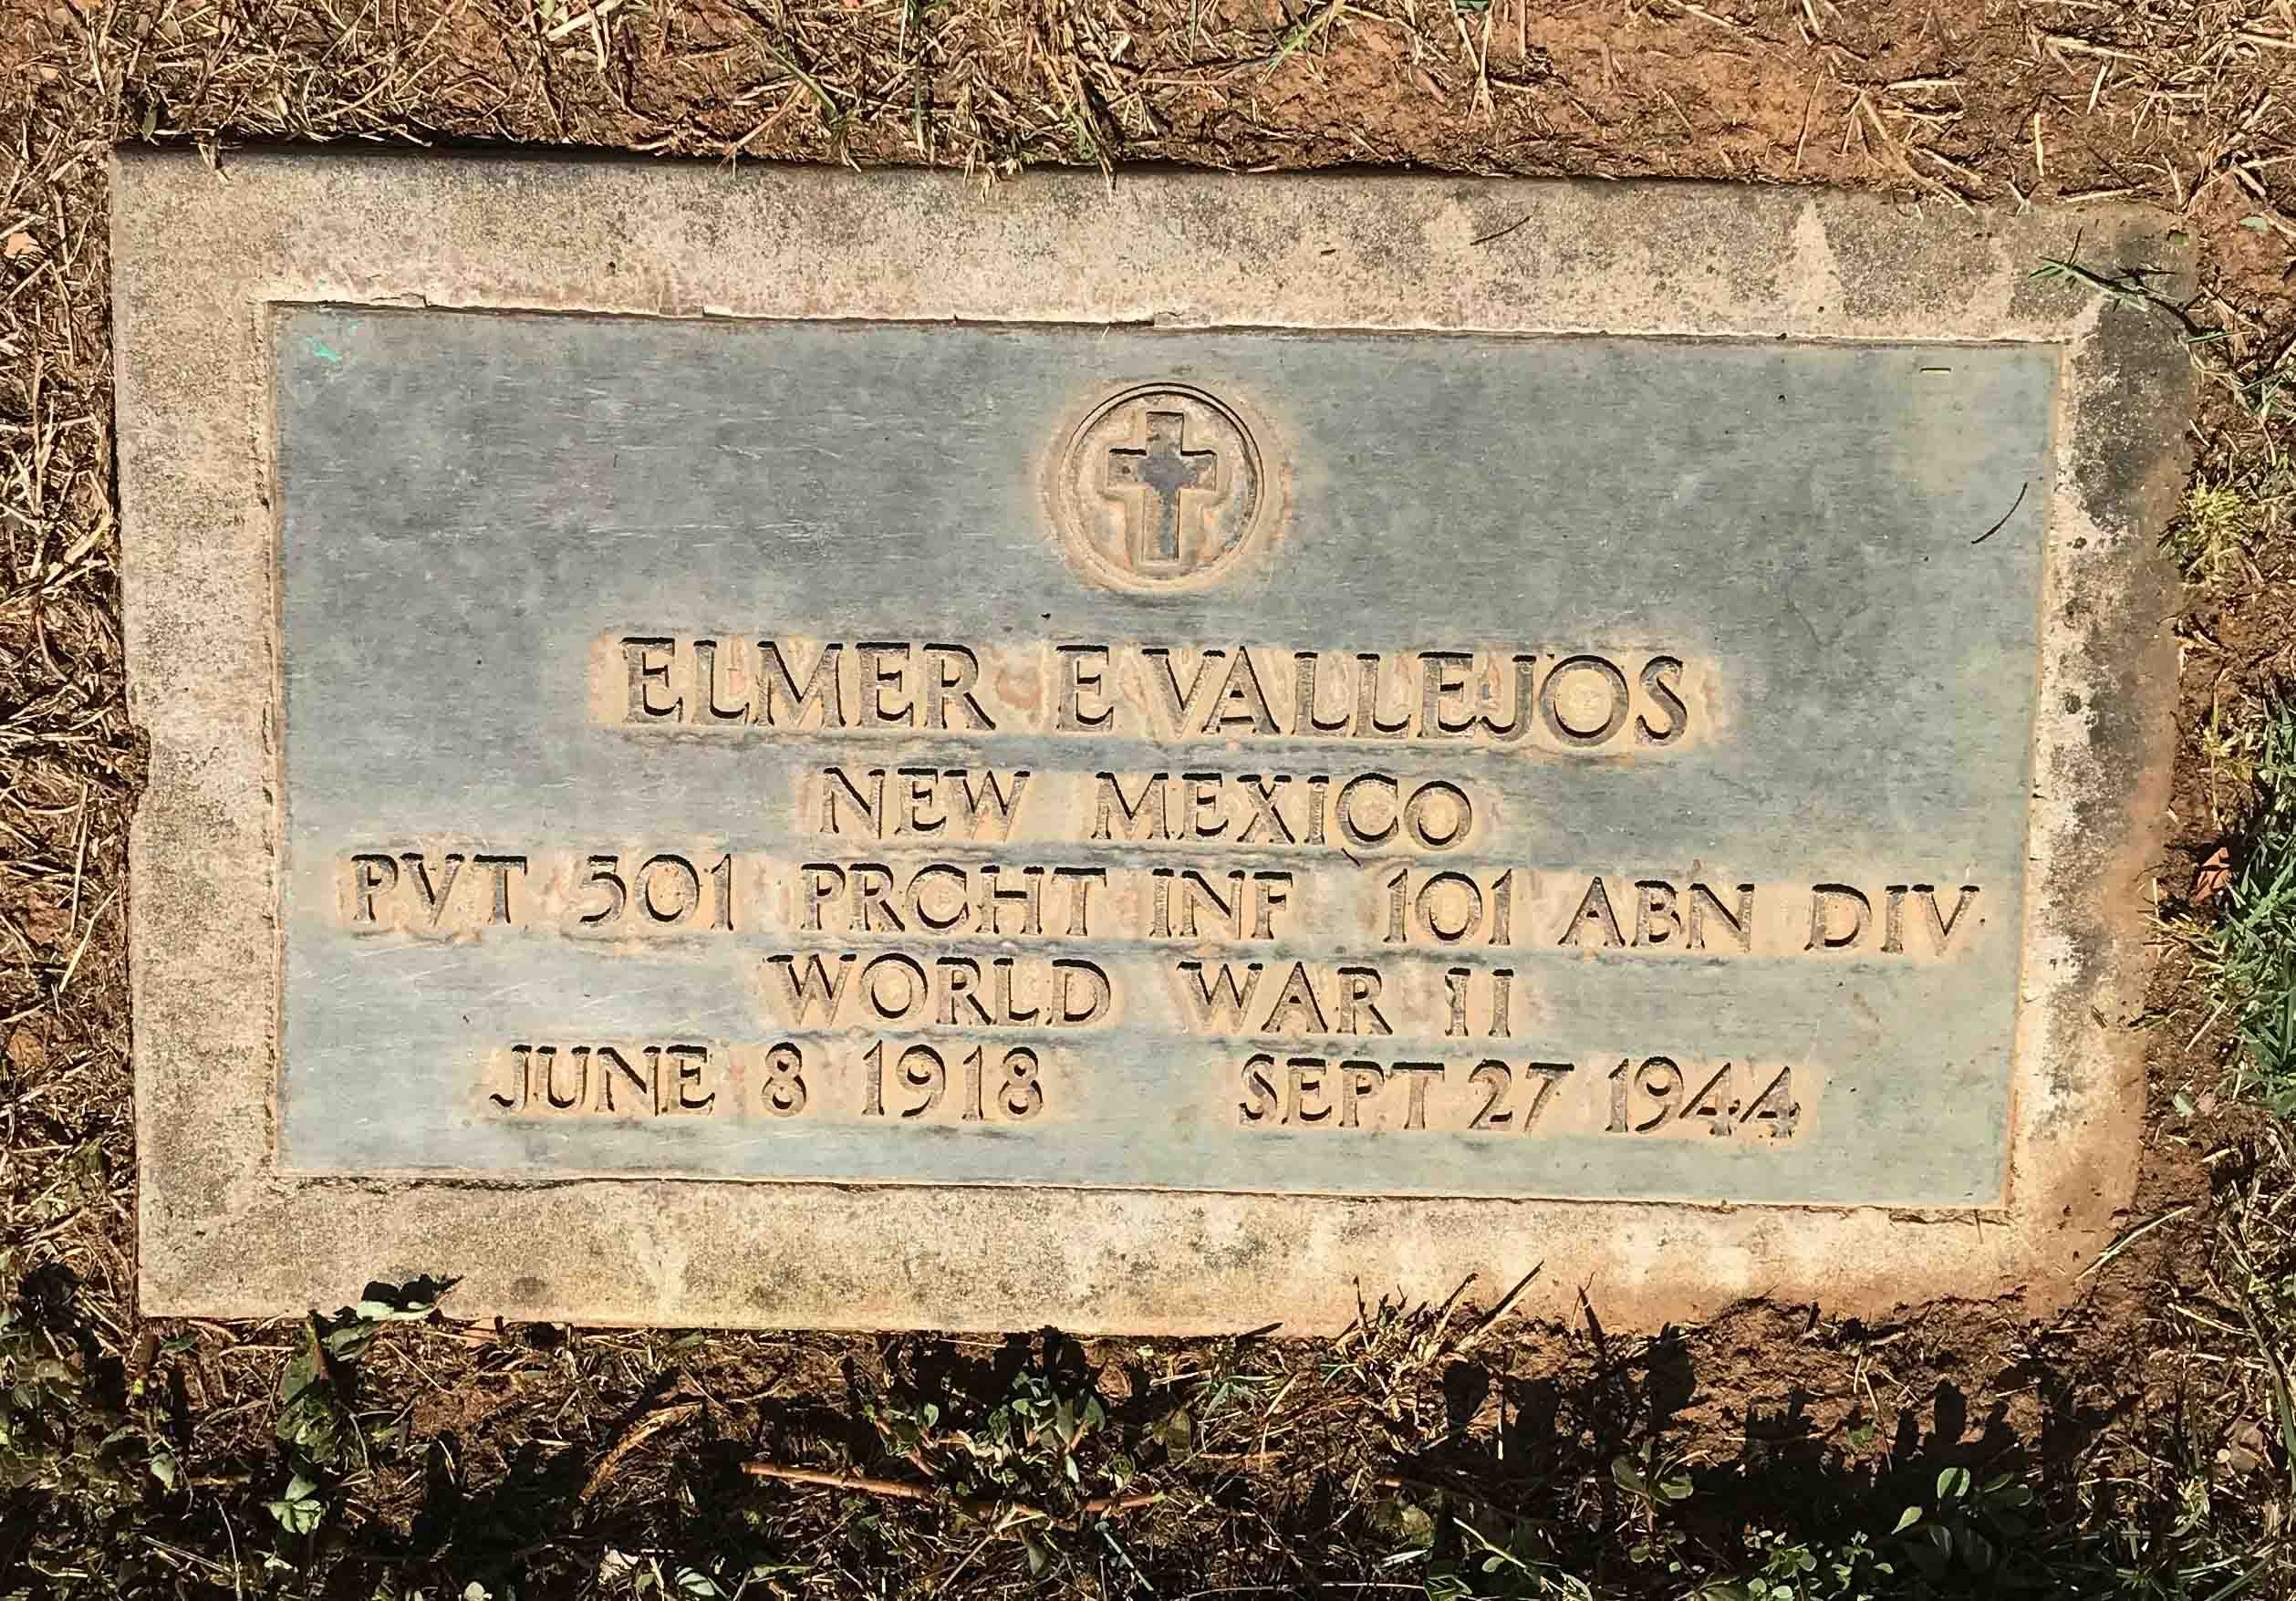 ELMER E VALLEJOS
NEW MEXICO
PVT 501 PRCHT INF 101 ABN DIV
WORLD WAR II
JUNE 8 1918 SEPT 27 1944